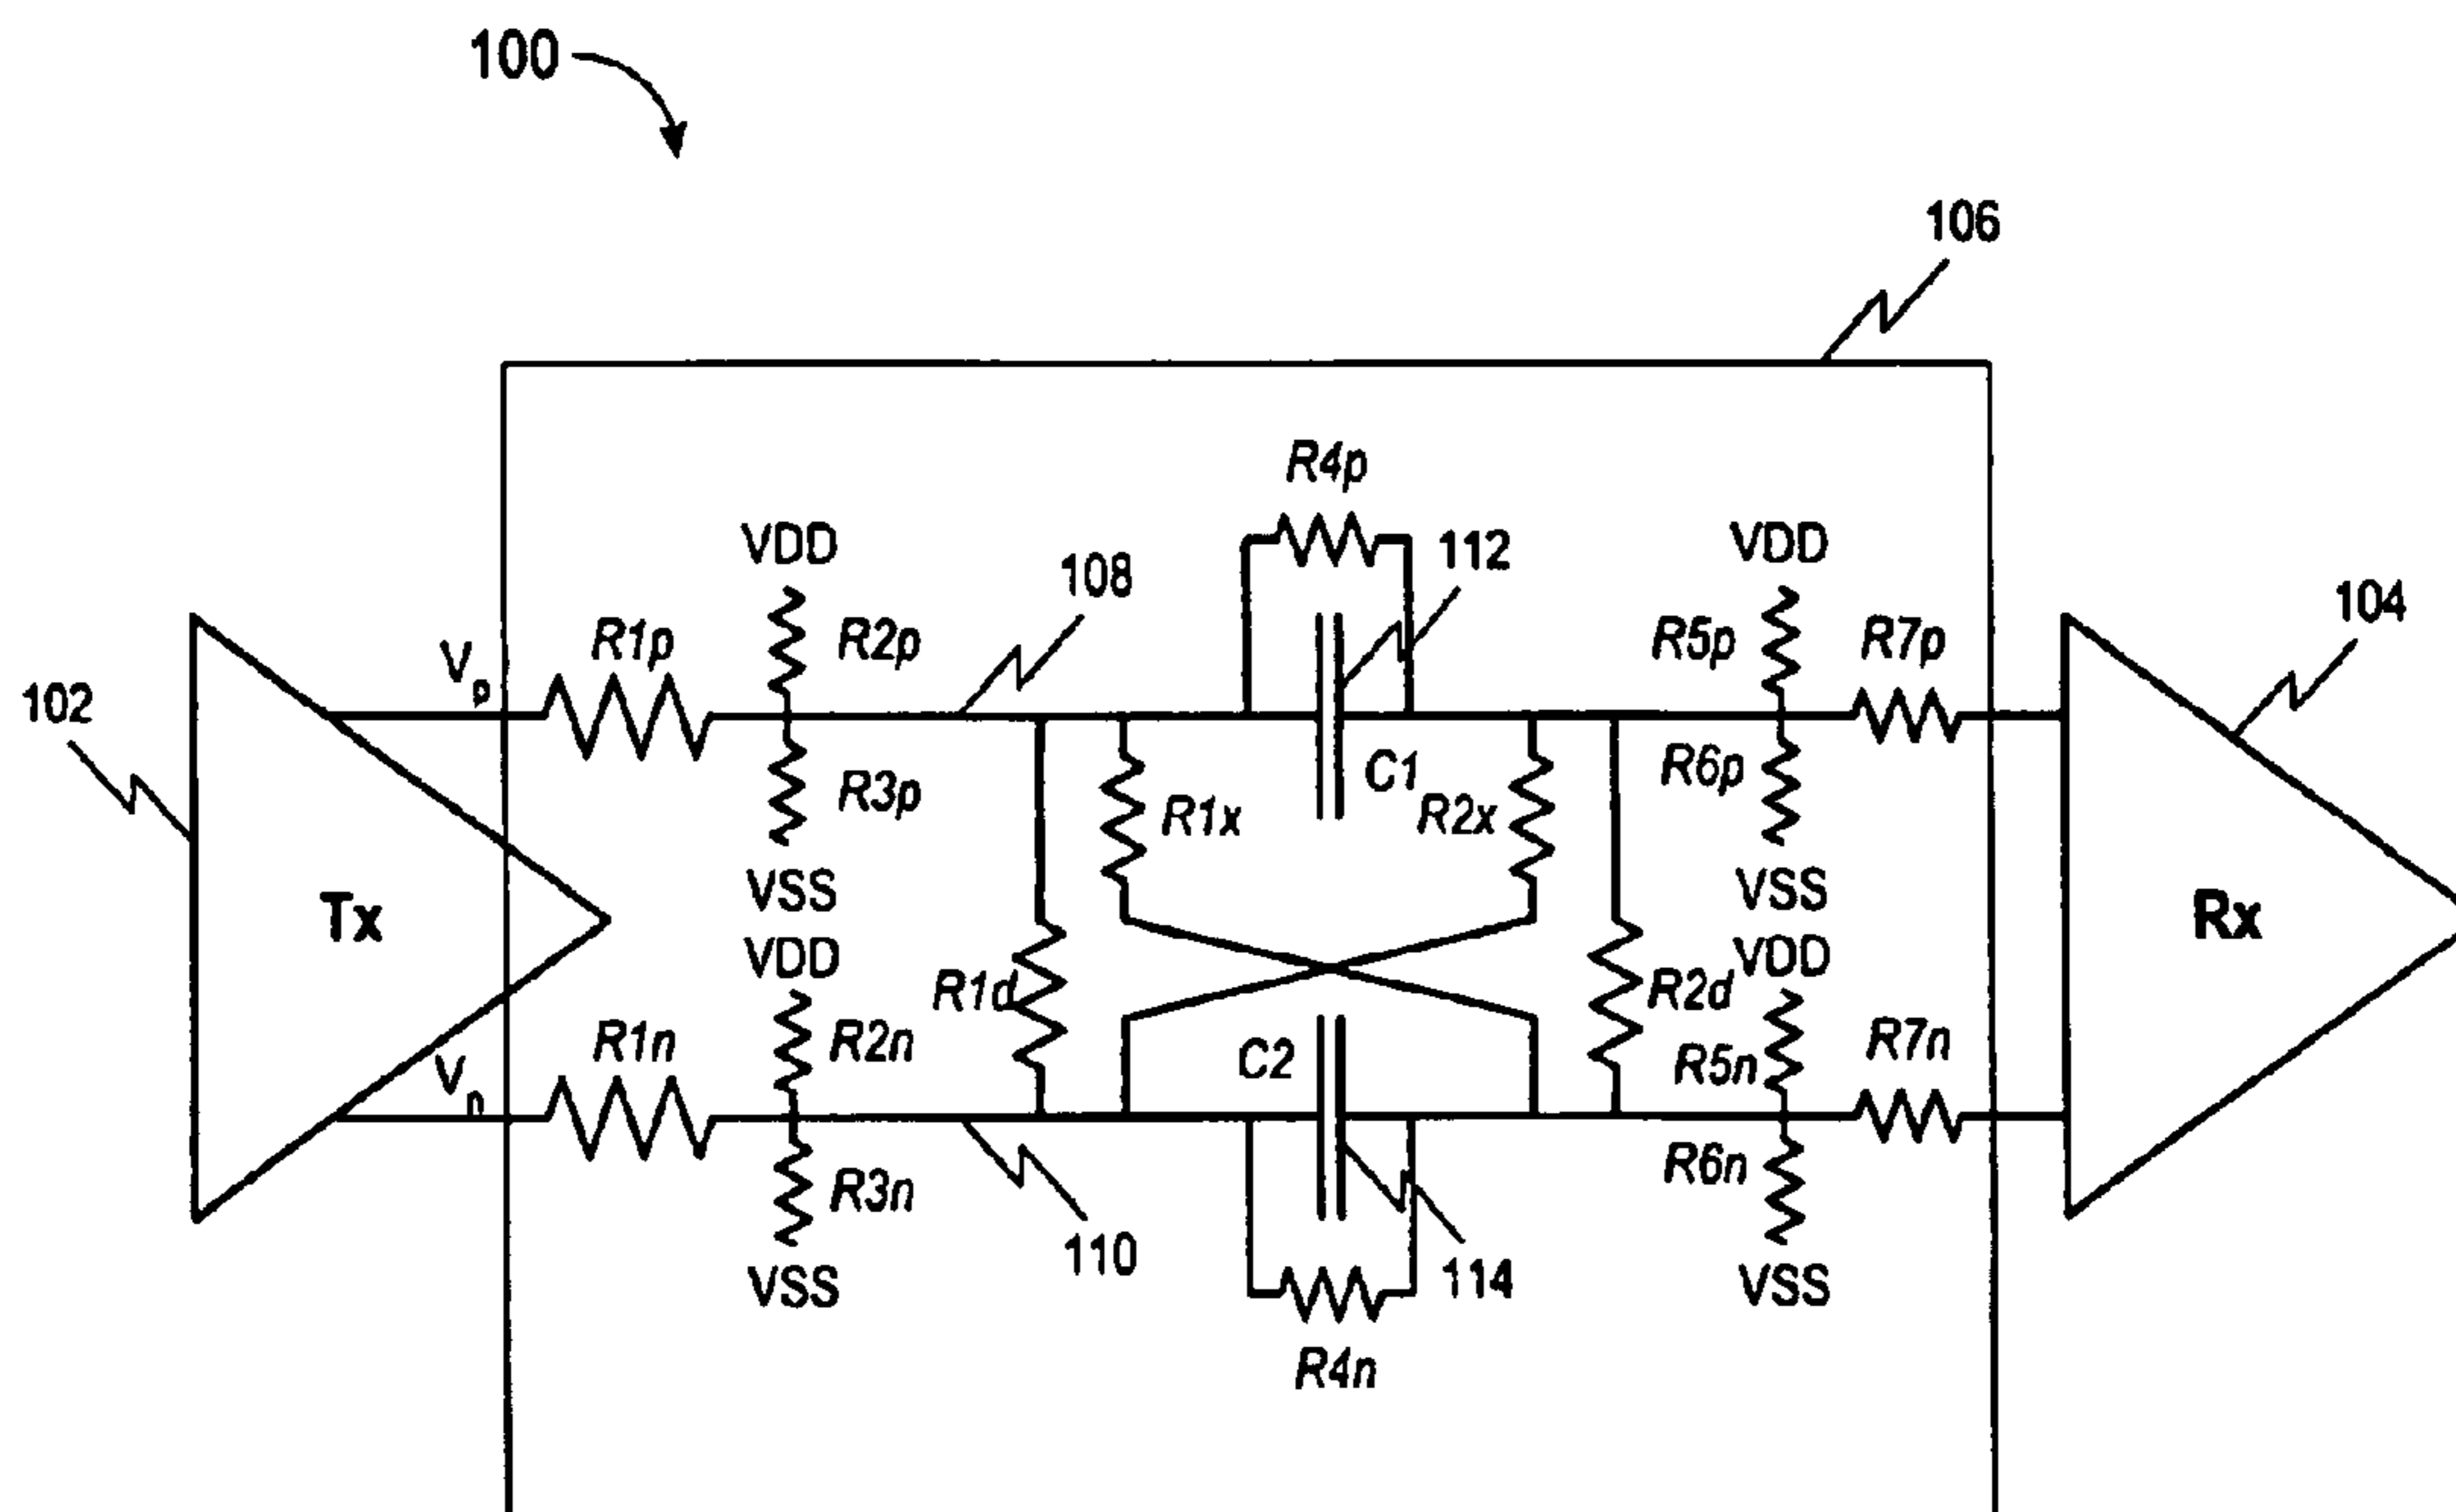 100
106
R4p
VDD
108
112
VDD
104
Vp
R1p
R2p
R5p
R7p
102
R3p
R1x
C1
R2x
R6p
VSS
VSS
Tx
Rx
VDD
VDD
R1d
R2d
R2n
R1n
C2
R5n
R7n
Vn
R3n
R6n
110
114
VSS
VSS
R4n